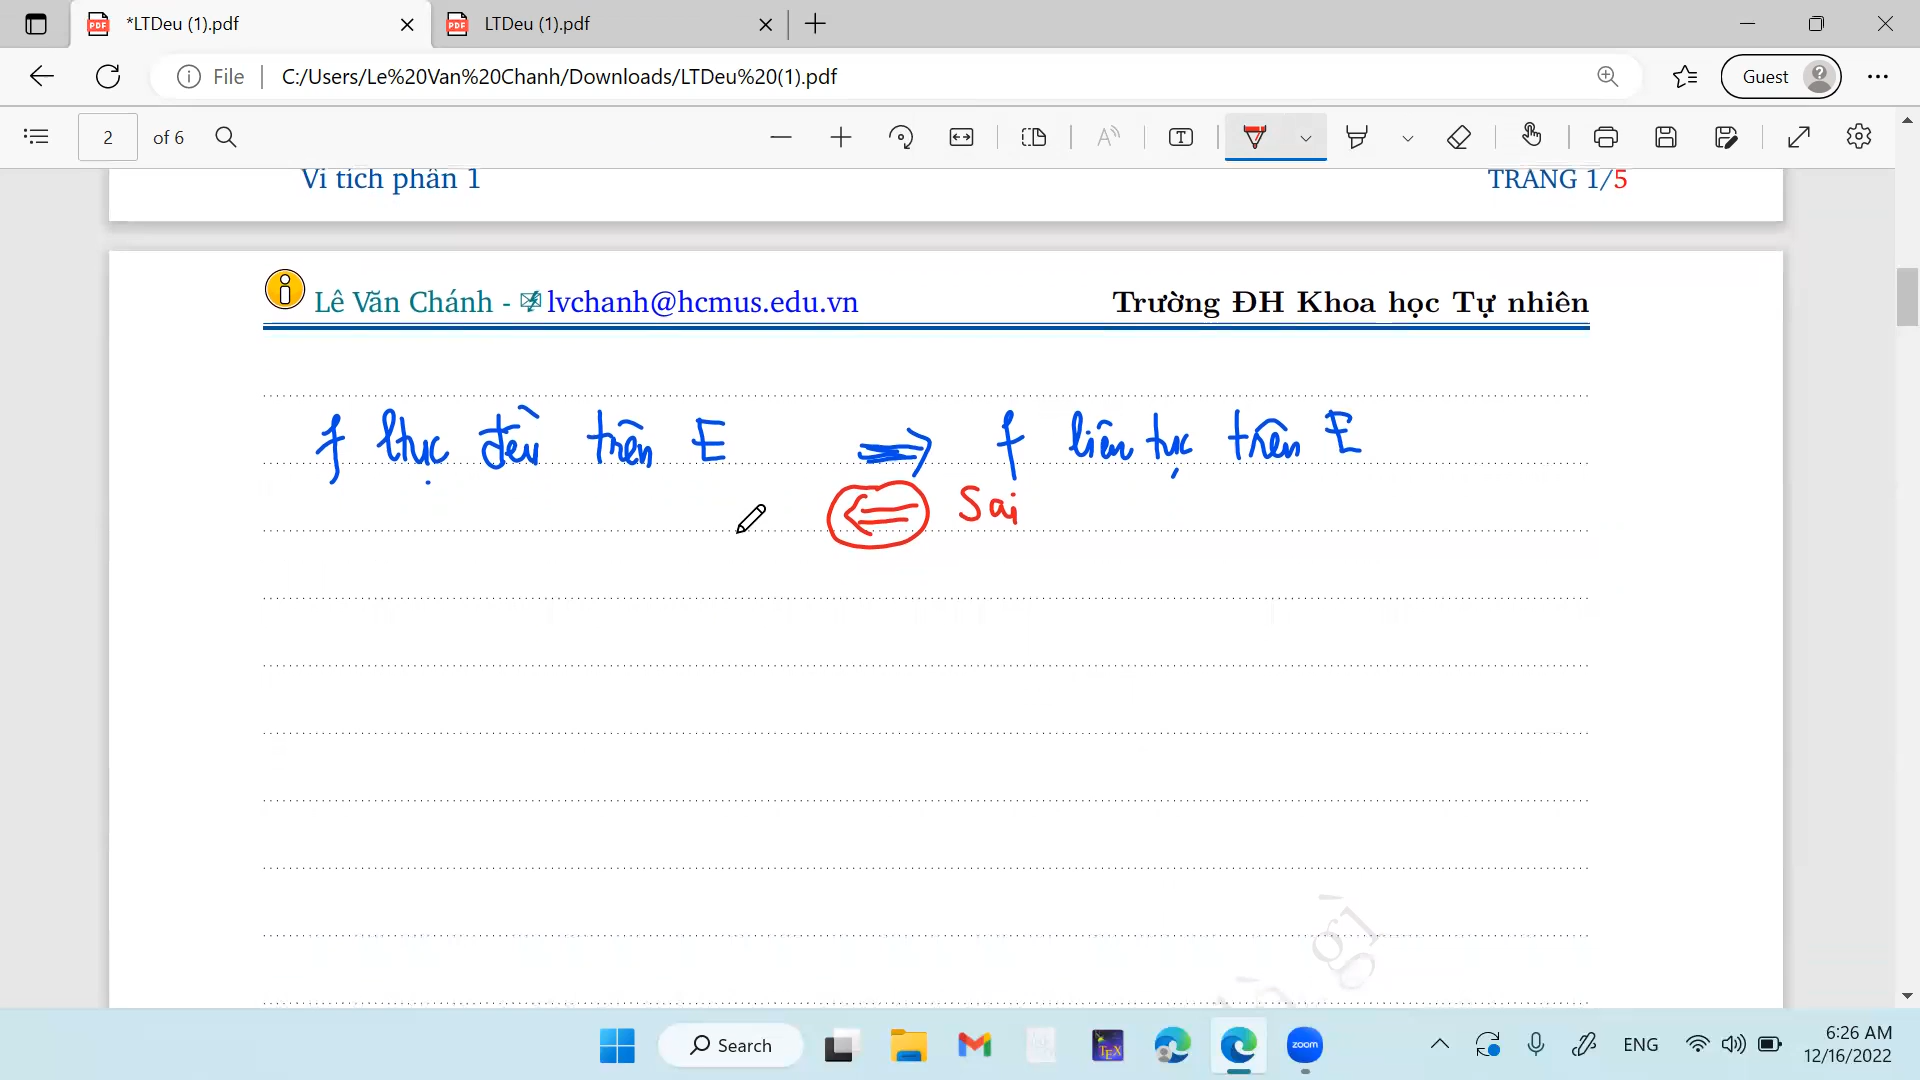 *LTDeu (1).pdf
LTDeu (1).pdf
File
C:/Users/Le%20Van%20Chanh/Downloads/LTDeu%20(1).pdf
Guest
2 of 6
Vi tích phân 1
TRANG 1/5
Lê Văn Chánh - lvchanh@hcmus.edu.vn
Trường ĐH Khoa học Tự nhiên
f ltục đều trên E ⟹ f liên tục trên E
⟸ Sai
gì
Search
ENG
6:26 AM
12/16/2022